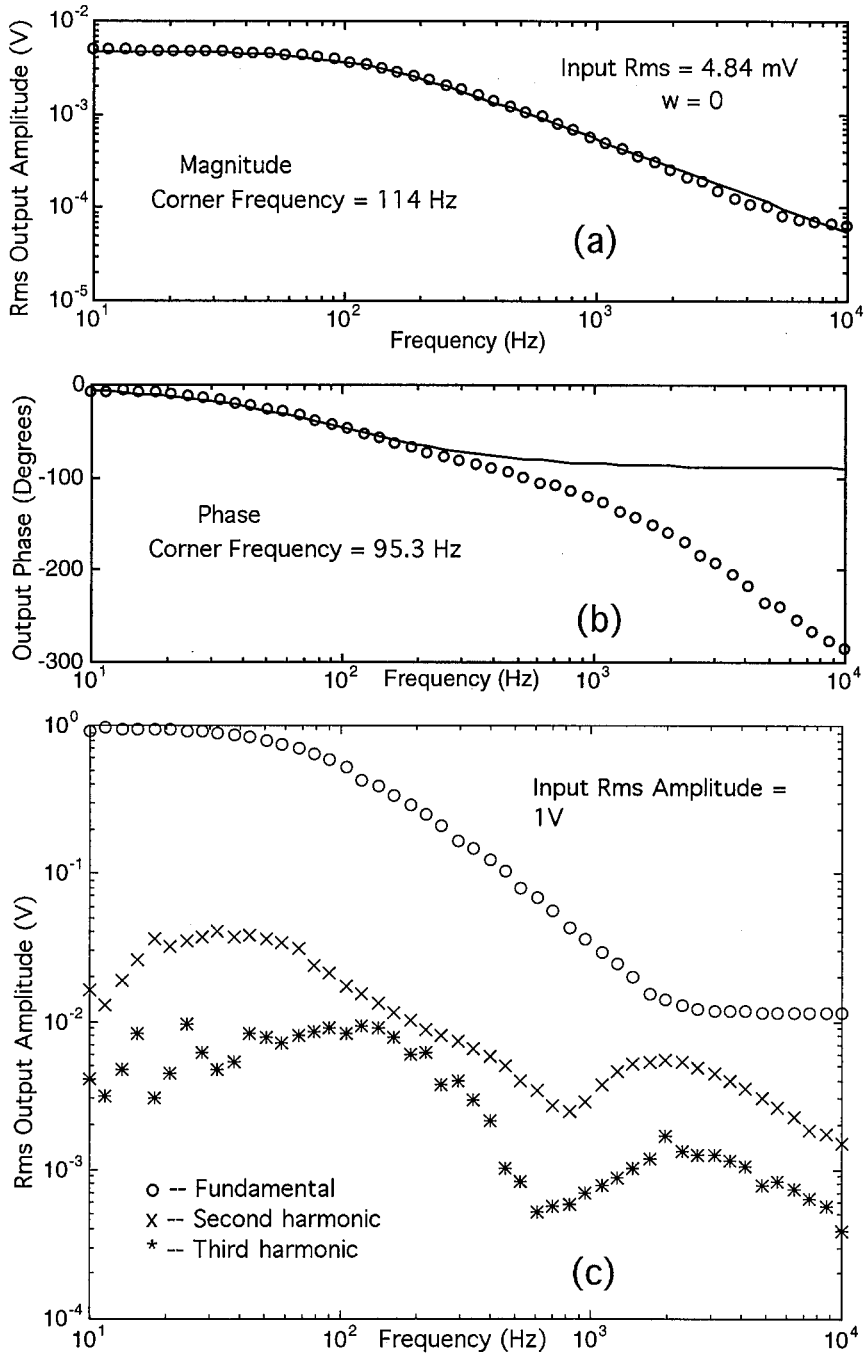 10^-2
10^-3
10^-4
10^-5
Rms Output Amplitude (V)
Input Rms = 4.84 mV
w = 0
Magnitude
Corner Frequency = 114 Hz
(a)
10^1
10^2
10^3
10^4
Frequency (Hz)
0
-100
-200
-300
Output Phase (Degrees)
Phase
Corner Frequency = 95.3 Hz
(b)
10^1
10^2
10^3
10^4
Frequency (Hz)
10^0
10^-1
10^-2
10^-3
10^-4
Rms Output Amplitude (V)
Input Rms Amplitude =
1V
o -- Fundamental
x -- Second harmonic
* -- Third harmonic
(c)
10^1
10^2
10^3
10^4
Frequency (Hz)